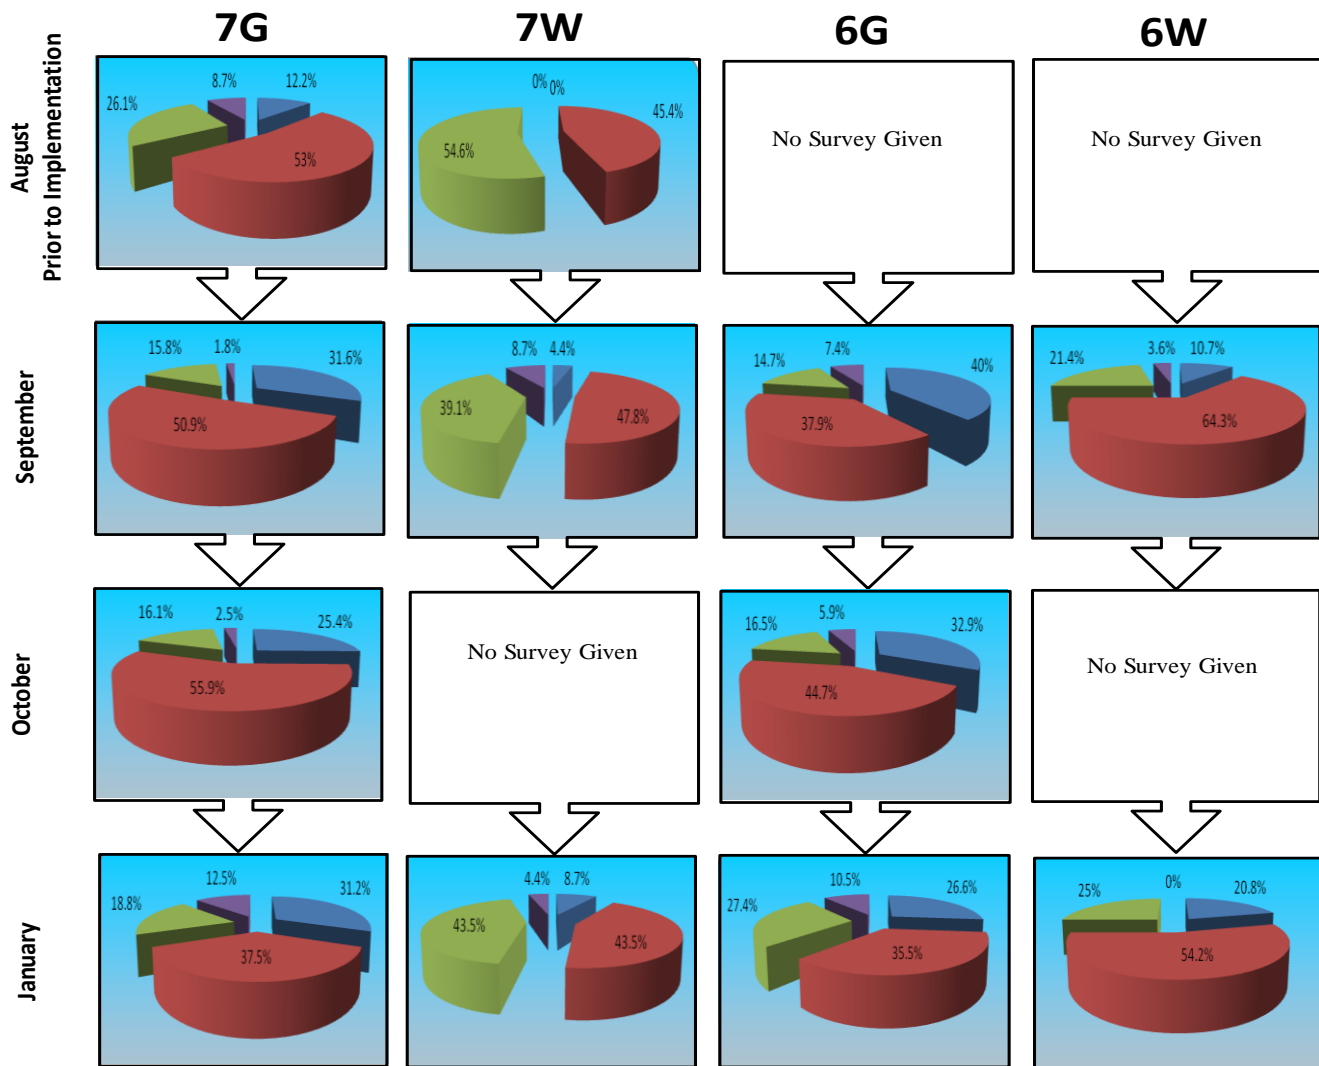 7G 7W 6G 6W
August
Prior to Implementation
8.7% 12.2%
26.1%
53%
0% 0%
45.4%
54.6%
No Survey Given
No Survey Given
September
15.8% 1.8% 31.6%
50.9%
8.7% 4.4%
39.1% 47.8%
7.4%
14.7% 40%
37.9%
3.6% 10.7%
21.4%
64.3%
October
16.1% 2.5% 25.4%
55.9%
No Survey Given
5.9%
16.5% 32.9%
44.7%
No Survey Given
January
12.5% 31.2%
18.8%
37.5%
4.4% 8.7%
43.5% 43.5%
10.5% 26.6%
27.4%
35.5%
25% 0% 20.8%
54.2%